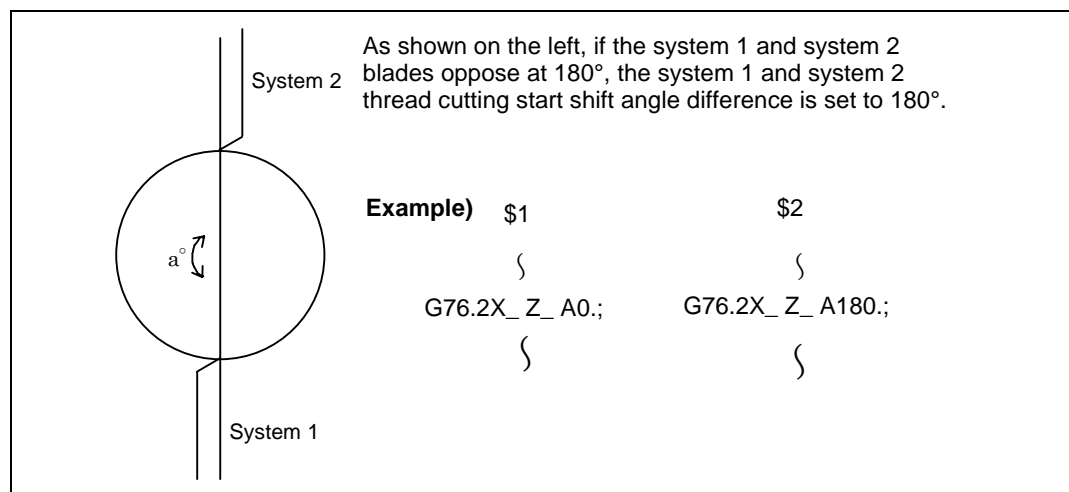 As shown on the left, if the system 1 and system 2
blades oppose at 180°, the system 1 and system 2
thread cutting start shift angle difference is set to 180°.
System 2
Example) $1 $2
a°
G76.2X_ Z_ A0.; G76.2X_ Z_ A180.;
System 1